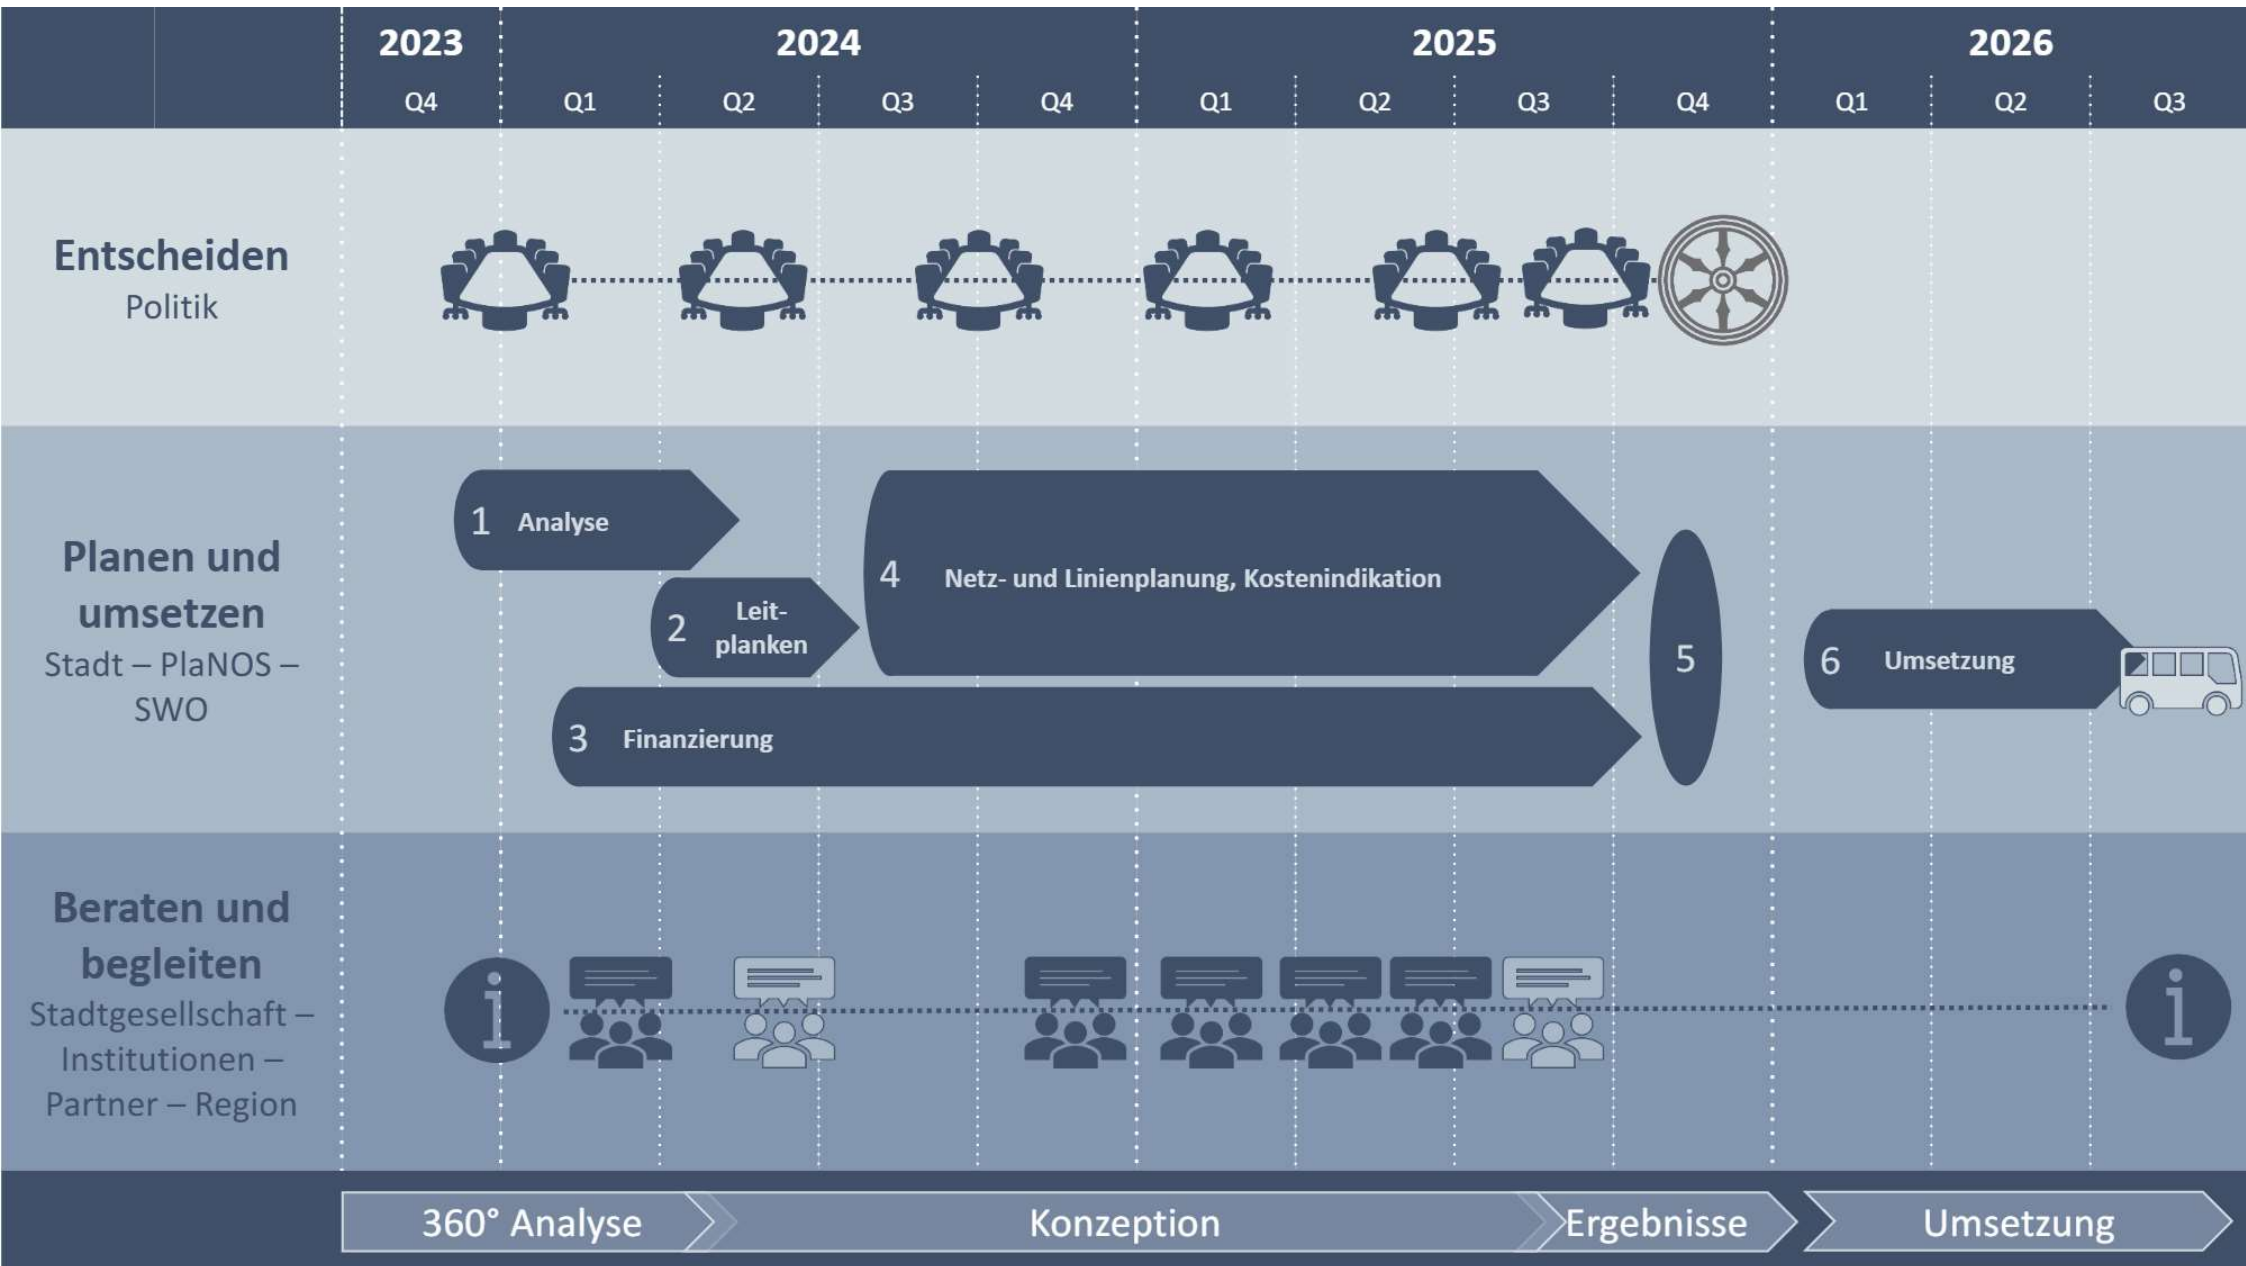 2023
2024
2025
2026
Q4
Q1
Q2
Q3
Q4
Q1
Q2
Q3
Q4
Q1
Q2
Q3
Entscheiden
Politik
Planen und
umsetzen
Stadt – PlaNOS –
SWO
1 Analyse
2 Leit-
planken
3 Finanzierung
4 Netz- und Linienplanung, Kostenindikation
5
6 Umsetzung
Beraten und
begleiten
Stadtgesellschaft –
Institutionen –
Partner – Region
i
i
360° Analyse
Konzeption
Ergebnisse
Umsetzung